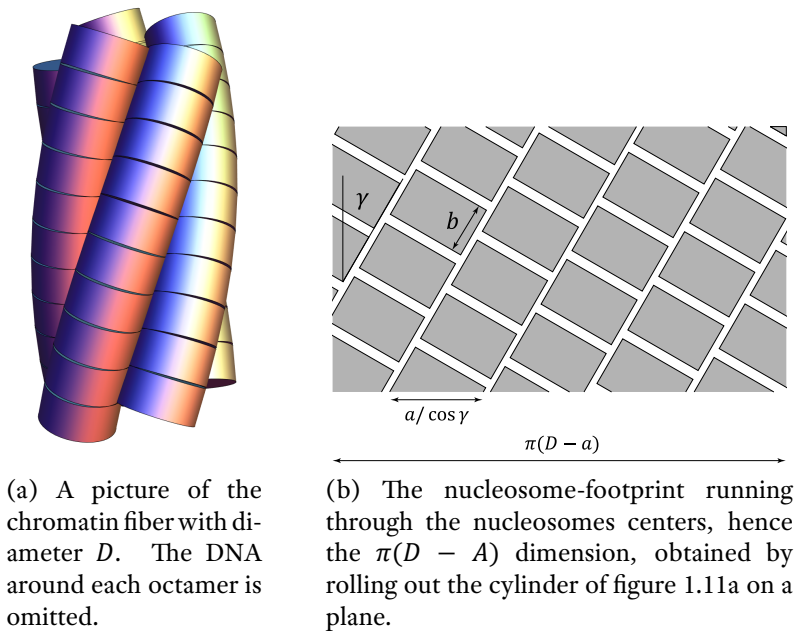 γ
b
a/ cos γ
π(D − a)
(a) A picture of the
chromatin fiber with di-
ameter D. The DNA
around each octamer is
omitted.
(b) The nucleosome-footprint running
through the nucleosomes centers, hence
the π(D − A) dimension, obtained by
rolling out the cylinder of figure 1.11a on a
plane.